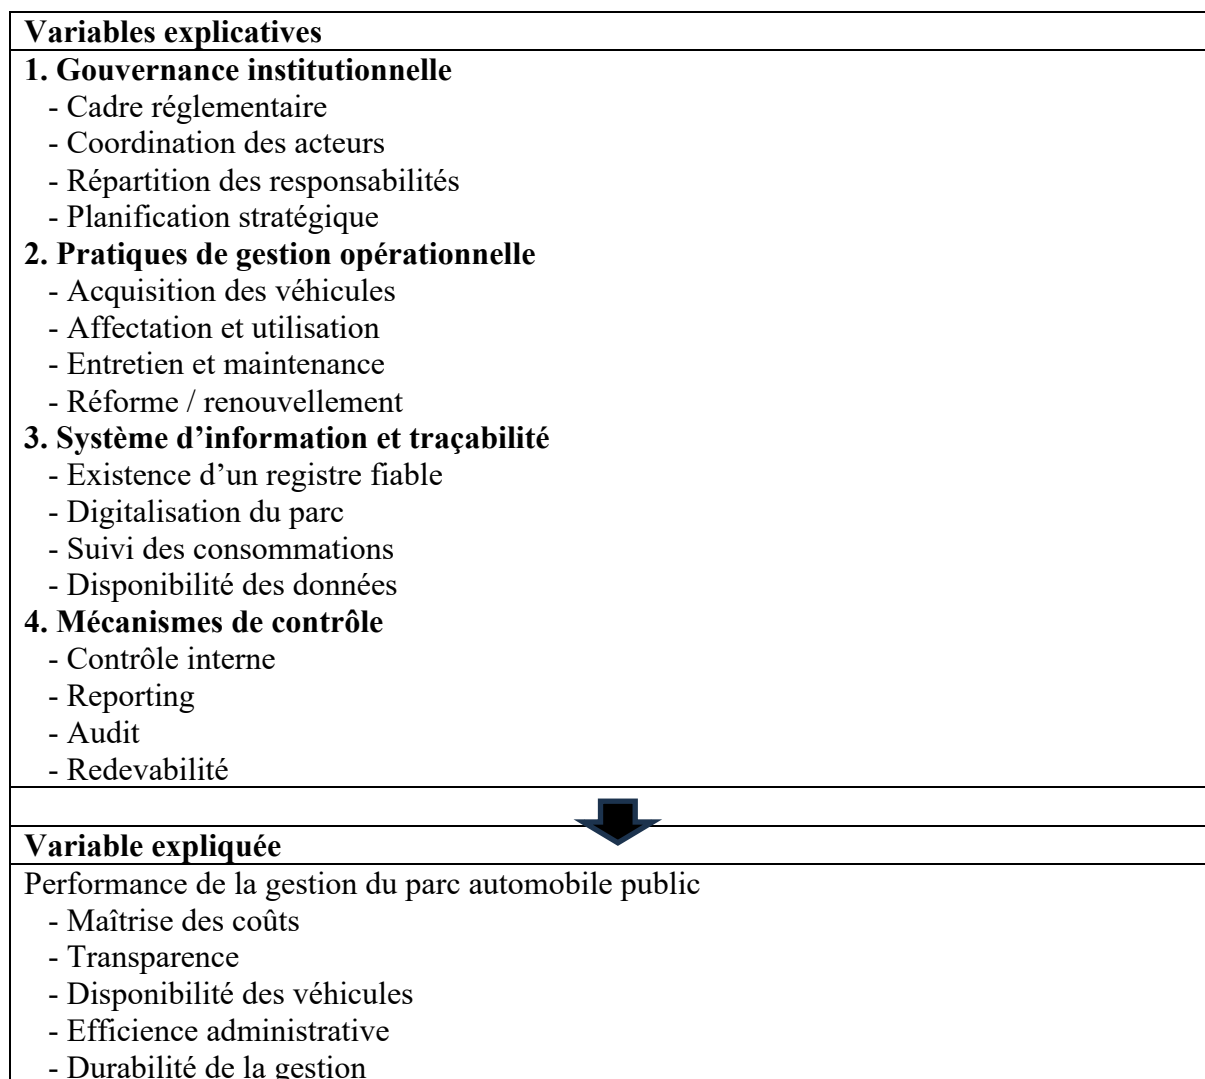 Variables explicatives
1. Gouvernance institutionnelle
- Cadre réglementaire
- Coordination des acteurs
- Répartition des responsabilités
- Planification stratégique
2. Pratiques de gestion opérationnelle
- Acquisition des véhicules
- Affectation et utilisation
- Entretien et maintenance
- Réforme / renouvellement
3. Système d’information et traçabilité
- Existence d’un registre fiable
- Digitalisation du parc
- Suivi des consommations
- Disponibilité des données
4. Mécanismes de contrôle
- Contrôle interne
- Reporting
- Audit
- Redevabilité
Variable expliquée
Performance de la gestion du parc automobile public
- Maîtrise des coûts
- Transparence
- Disponibilité des véhicules
- Efficience administrative
- Durabilité de la gestion